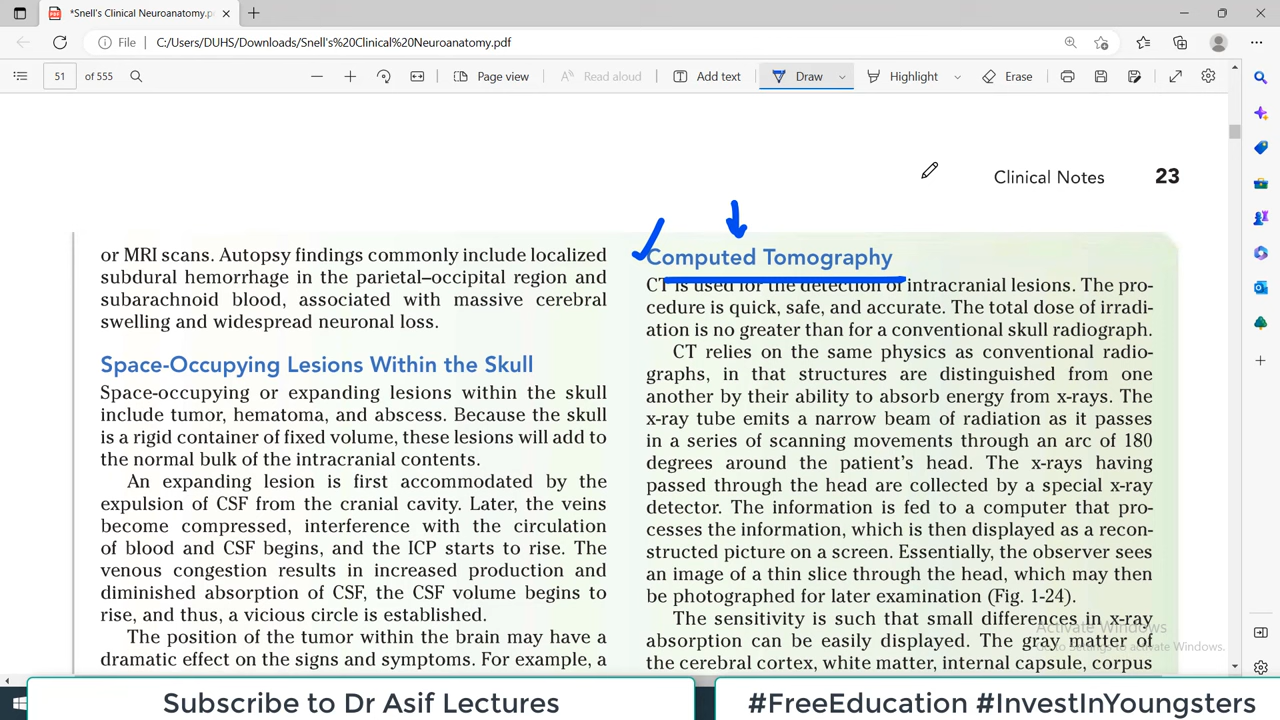 *Snell's Clinical Neuroanatomy.p
File
C:/Users/DUHS/Downloads/Snell's%20Clinical%20Neuroanatomy.pdf
51 of 555
Page view
Read aloud
Add text
Draw
Highlight
Erase
Clinical Notes 23
or MRI scans. Autopsy findings commonly include localized
subdural hemorrhage in the parietal–occipital region and
subarachnoid blood, associated with massive cerebral
swelling and widespread neuronal loss.
Space-Occupying Lesions Within the Skull
Space-occupying or expanding lesions within the skull
include tumor, hematoma, and abscess. Because the skull
is a rigid container of fixed volume, these lesions will add to
the normal bulk of the intracranial contents.
An expanding lesion is first accommodated by the
expulsion of CSF from the cranial cavity. Later, the veins
become compressed, interference with the circulation
of blood and CSF begins, and the ICP starts to rise. The
venous congestion results in increased production and
diminished absorption of CSF, the CSF volume begins to
rise, and thus, a vicious circle is established.
The position of the tumor within the brain may have a
dramatic effect on the signs and symptoms. For example, a
Computed Tomography
CT is used for the detection of intracranial lesions. The pro-
cedure is quick, safe, and accurate. The total dose of irradi-
ation is no greater than for a conventional skull radiograph.
CT relies on the same physics as conventional radio-
graphs, in that structures are distinguished from one
another by their ability to absorb energy from x-rays. The
x-ray tube emits a narrow beam of radiation as it passes
in a series of scanning movements through an arc of 180
degrees around the patient's head. The x-rays having
passed through the head are collected by a special x-ray
detector. The information is fed to a computer that pro-
cesses the information, which is then displayed as a recon-
structed picture on a screen. Essentially, the observer sees
an image of a thin slice through the head, which may then
be photographed for later examination (Fig. 1-24).
The sensitivity is such that small differences in x-ray
absorption can be easily displayed. The gray matter of
the cerebral cortex, white matter, internal capsule, corpus
Activate Windows
Go to Settings to activate Windows.
Subscribe to Dr Asif Lectures
#FreeEducation #InvestInYoungsters